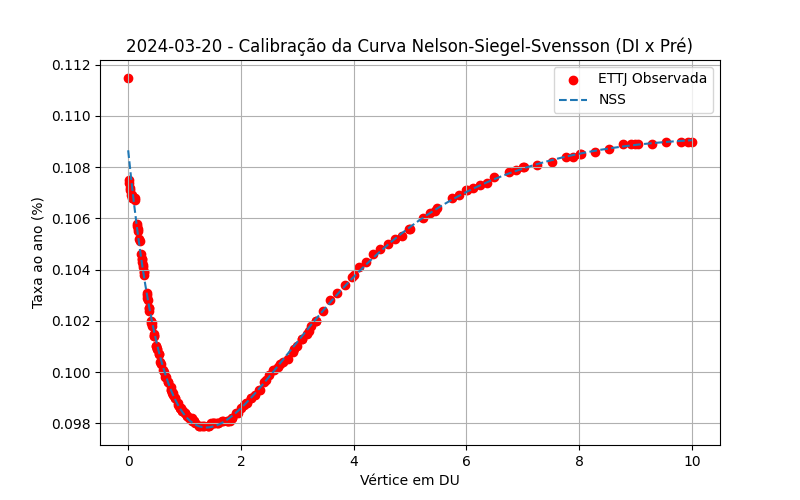 2024-03-20 - Calibração da Curva Nelson-Siegel-Svensson (DI x Pré)
ETTJ Observada
NSS
Taxa ao ano (%)
0.112
0.110
0.108
0.106
0.104
0.102
0.100
0.098
0
2
4
6
8
10
Vértice em DU